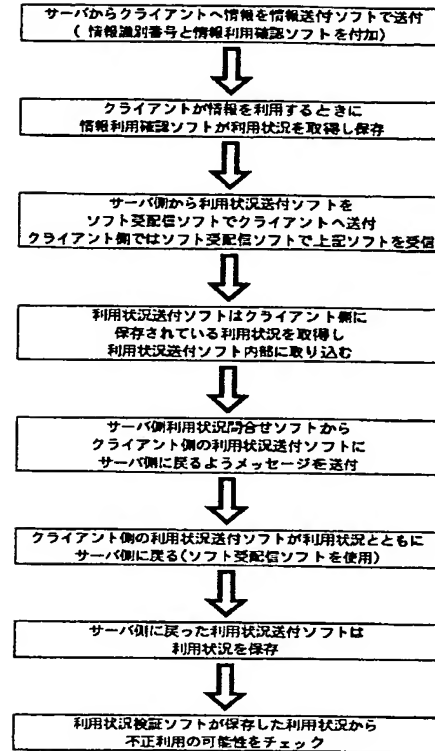 サーバからクライアントへ情報を情報送付ソフトで送付
( 情報識別番号と情報利用確認ソフトを付加)
クライアントが情報を利用するときに
情報利用確認ソフトが利用状況を取得し保存
サーバ側から利用状況送付ソフトを
ソフト受配信ソフトでクライアントへ送付
クライアント側ではソフト受配信ソフトで上記ソフトを受信
利用状況送付ソフトはクライアント側に
保存されている利用状況を取得し
利用状況送付ソフト内部に取り込む
サーバ側利用状況問合せソフトから
クライアント側の利用状況送付ソフトに
サーバ側に戻るようメッセージを送付
クライアント側の利用状況送付ソフトが利用状況とともに
サーバ側に戻る(ソフト受配信ソフトを使用)
サーバ側に戻った利用状況送付ソフトは
利用状況を保存
利用状況検証ソフトが保存した利用状況から
不正利用の可能性をチェック